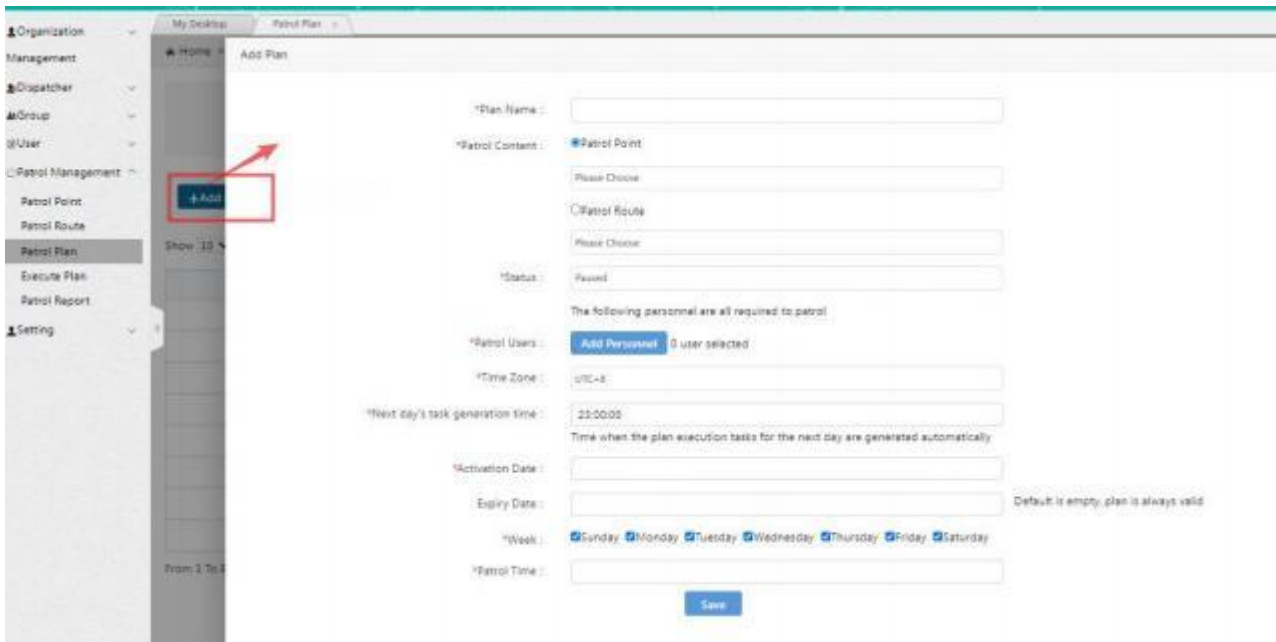 My Desktop
Patrol Plan
Organization
Management
Dispatcher
Group
User
Patrol Management
Patrol Point
Patrol Route
Patrol Plan
Execute Plan
Patrol Report
Setting
Home
+Add
Show 10
From 1 To
Add Plan
*Plan Name :
*Patrol Content : Patrol Point
Please Choose
Patrol Route
Please Choose
*Status : Paused
The following personnel are all required to patrol
*Patrol Users : Add Personnel 0 user selected
*Time Zone :
*Next day's task generation time : 23:00:00
Time when the plan execution tasks for the next day are generated automatically
*Activation Date :
Expiry Date : Default is empty, plan is always valid
*Week : Sunday Monday Tuesday Wednesday Thursday Friday Saturday
*Patrol Time :
Save